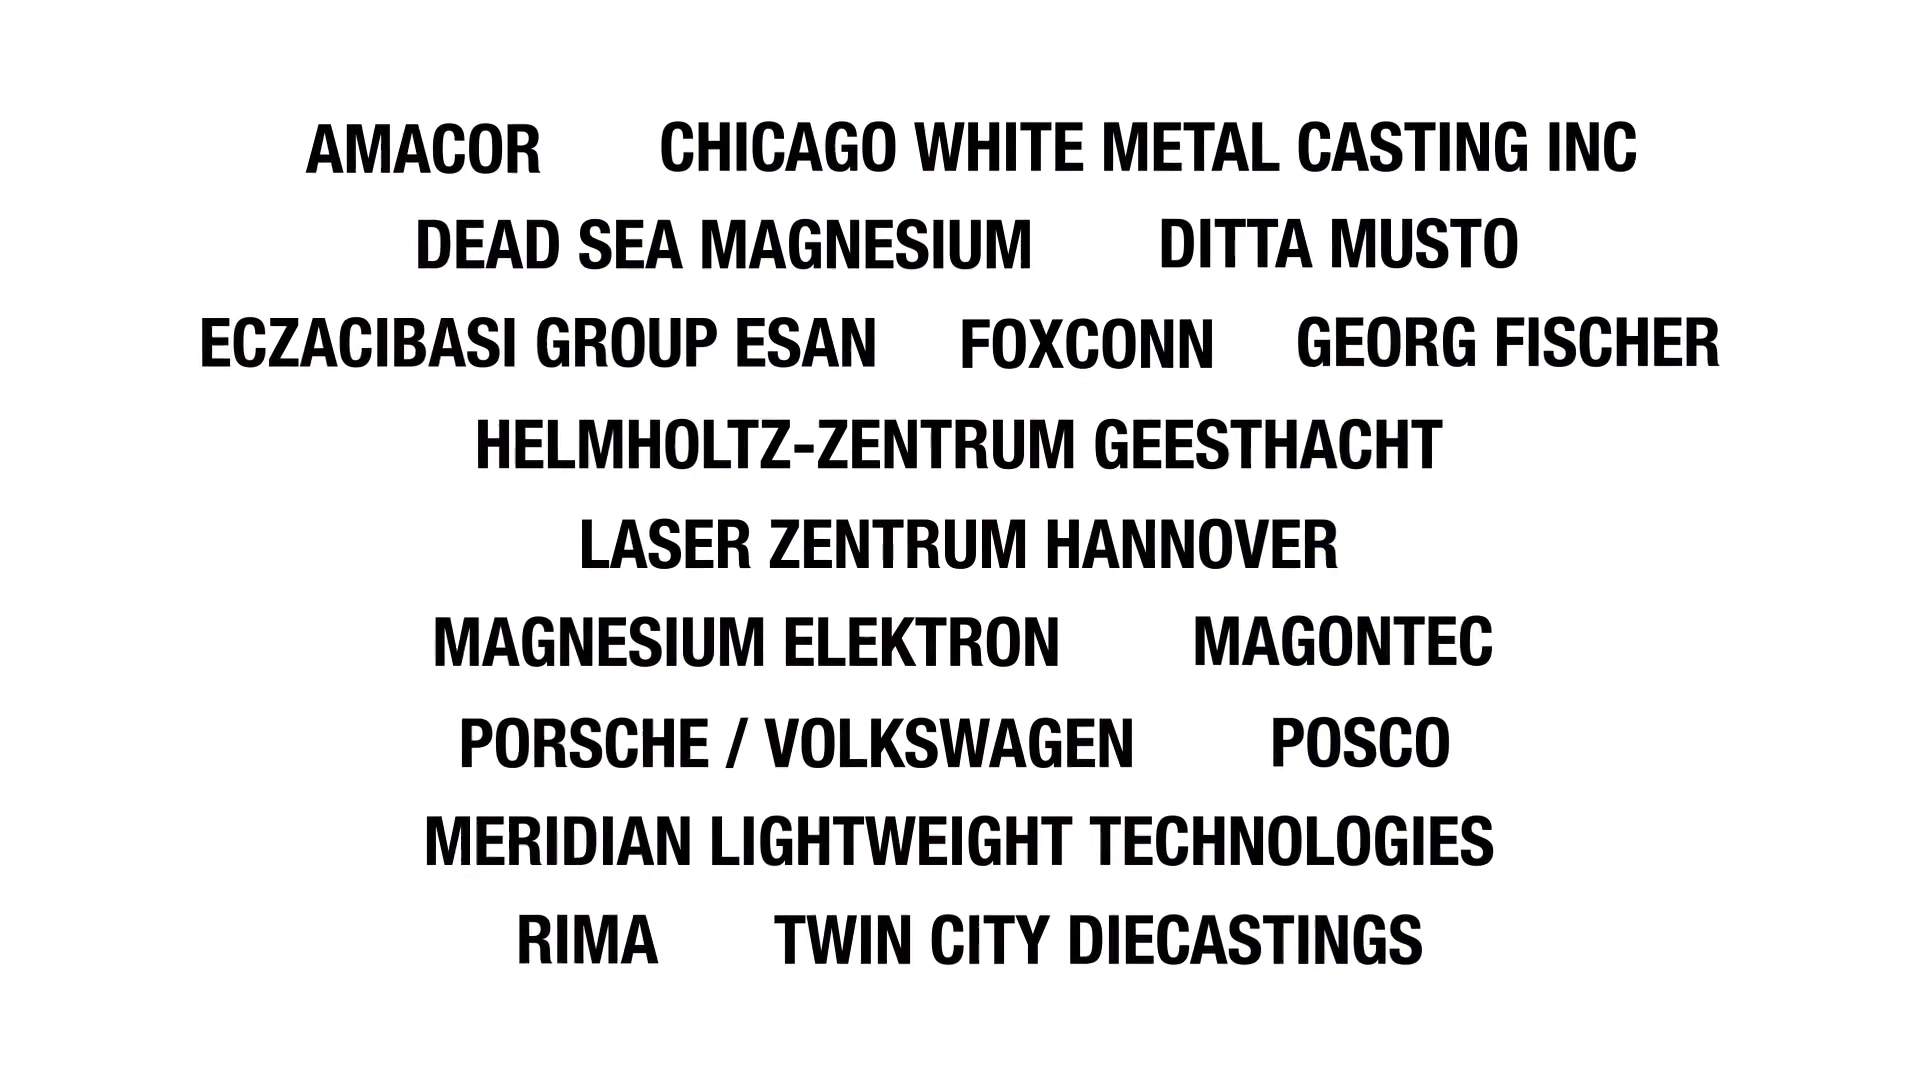 AMACOR CHICAGO WHITE METAL CASTING INC
DEAD SEA MAGNESIUM DITTA MUSTO
ECZACIBASI GROUP ESAN FOXCONN GEORG FISCHER
HELMHOLTZ-ZENTRUM GEESTHACHT
LASER ZENTRUM HANNOVER
MAGNESIUM ELEKTRON MAGONTEC
PORSCHE / VOLKSWAGEN POSCO
MERIDIAN LIGHTWEIGHT TECHNOLOGIES
RIMA TWIN CITY DIECASTINGS